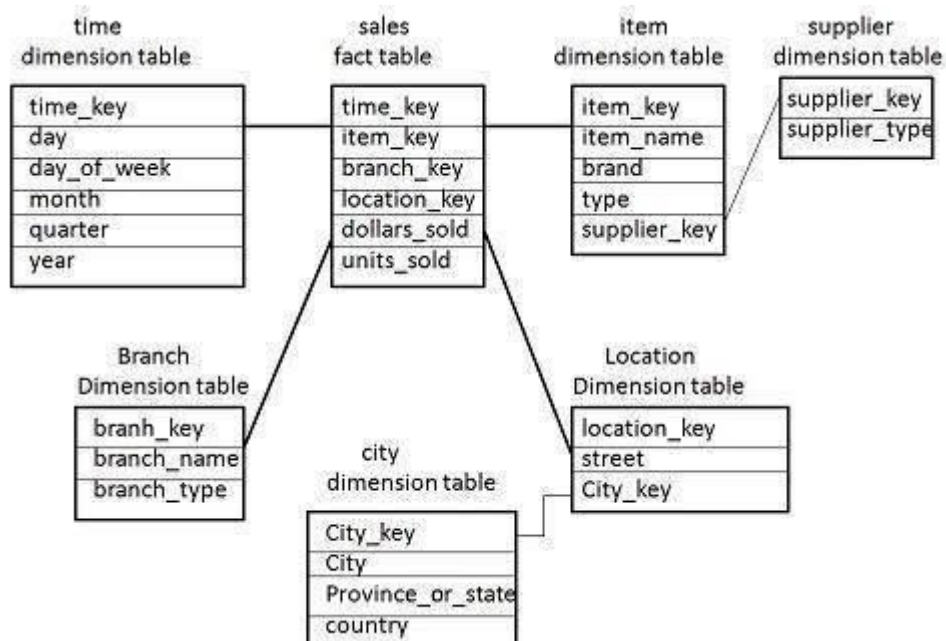 time
dimension table
time_key
day
day_of_week
month
quarter
year
sales
fact table
time_key
item_key
branch_key
location_key
dollars_sold
units_sold
item
dimension table
item_key
item_name
brand
type
supplier_key
supplier
dimension table
supplier_key
supplier_type
Branch
Dimension table
branh_key
branch_name
branch_type
city
dimension table
City_key
City
Province_or_state
country
Location
Dimension table
location_key
street
City_key